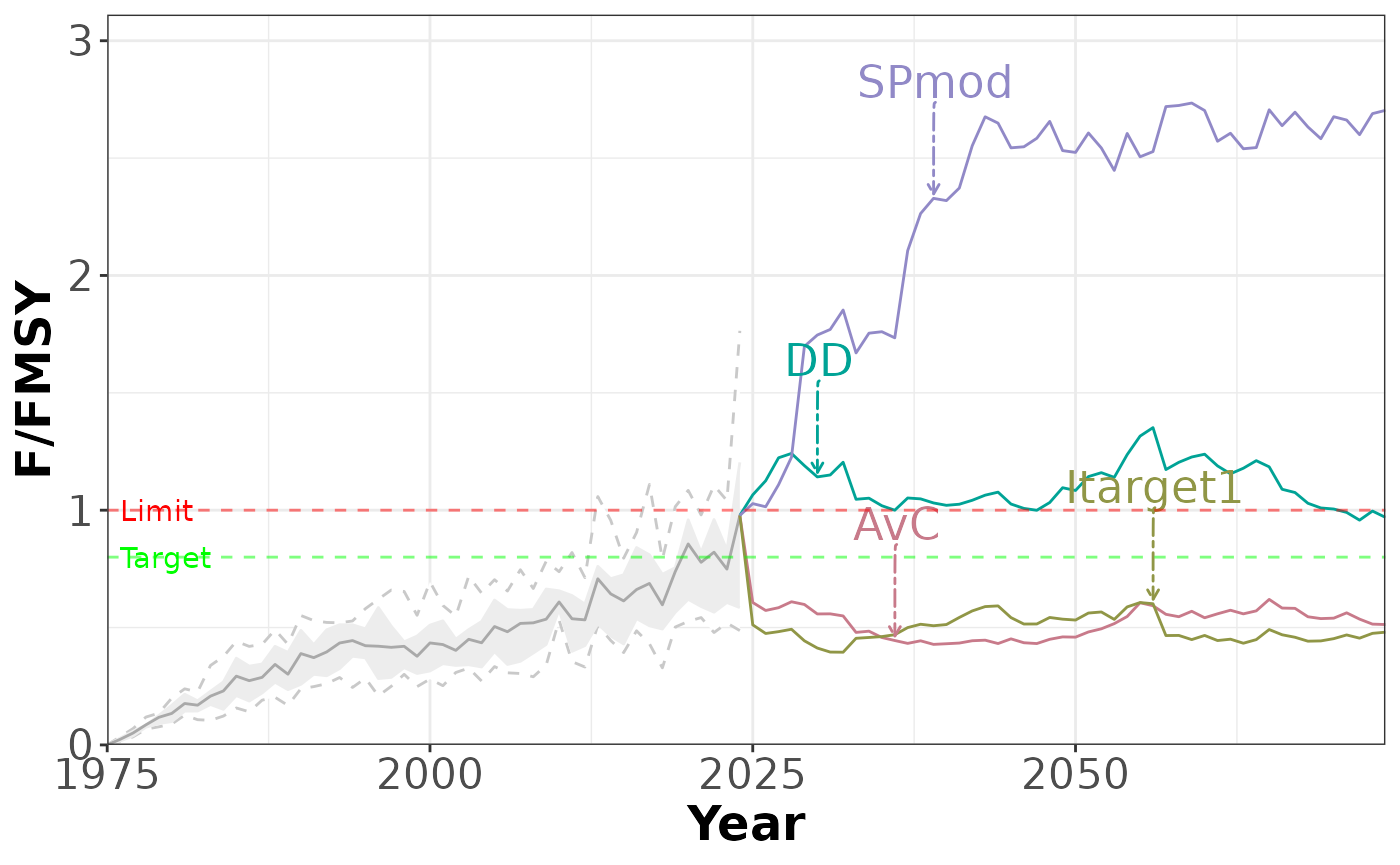 3
SPmod
2
DD
F/FMSY
Itarget1
1
Limit
AvC
Target
0
1975 2000 2025 2050
Year